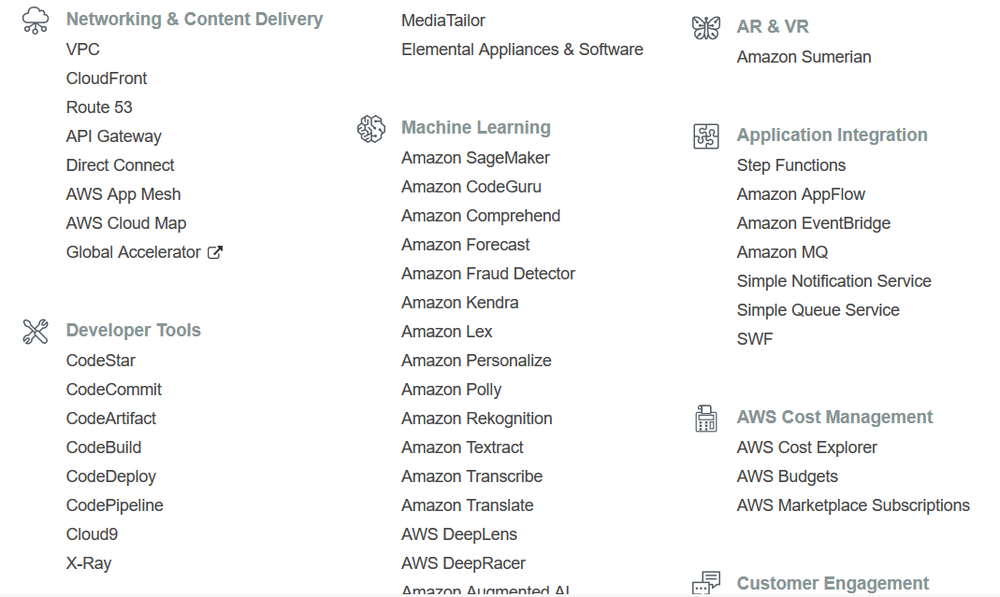 Networking & Content Delivery
VPC
CloudFront
Route 53
API Gateway
Direct Connect
AWS App Mesh
AWS Cloud Map
Global Accelerator
Developer Tools
CodeStar
CodeCommit
CodeArtifact
CodeBuild
CodeDeploy
CodePipeline
Cloud9
X-Ray
MediaTailor
Elemental Appliances & Software
Machine Learning
Amazon SageMaker
Amazon CodeGuru
Amazon Comprehend
Amazon Forecast
Amazon Fraud Detector
Amazon Kendra
Amazon Lex
Amazon Personalize
Amazon Polly
Amazon Rekognition
Amazon Textract
Amazon Transcribe
Amazon Translate
AWS DeepLens
AWS DeepRacer
Amazon Augmented AI
AR & VR
Amazon Sumerian
Application Integration
Step Functions
Amazon AppFlow
Amazon EventBridge
Amazon MQ
Simple Notification Service
Simple Queue Service
SWF
AWS Cost Management
AWS Cost Explorer
AWS Budgets
AWS Marketplace Subscriptions
Customer Engagement